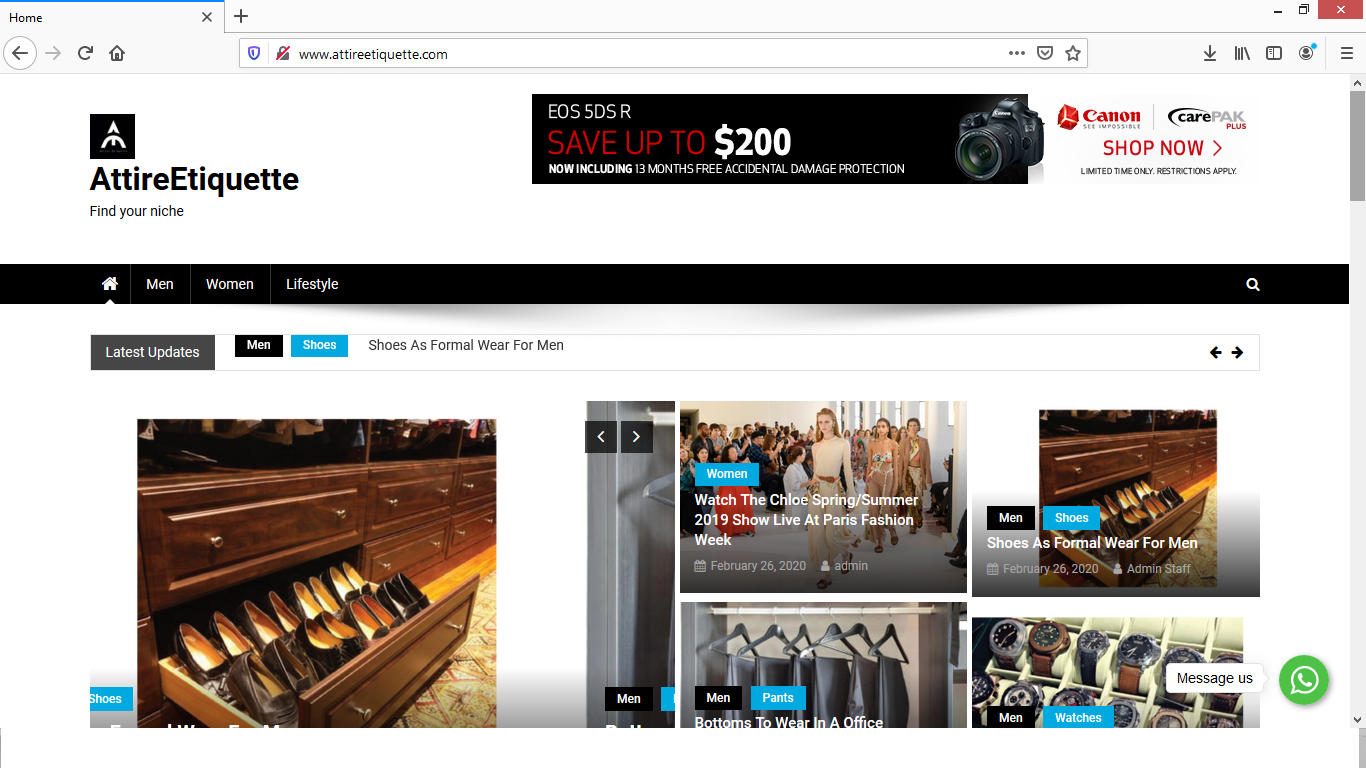 Home
www.attireetiquette.com
AttireEtiquette
Find your niche
EOS 5DS R
SAVE UP TO $200
NOW INCLUDING 13 MONTHS FREE ACCIDENTAL DAMAGE PROTECTION
Canon
SEE IMPOSSIBLE
carePAK
PLUS
SHOP NOW >
LIMITED TIME ONLY. RESTRICTIONS APPLY.
Men
Women
Lifestyle
Latest Updates
Men
Shoes
Shoes As Formal Wear For Men
Shoes
Men
Women
Watch The Chloe Spring/Summer
2019 Show Live At Paris Fashion
Week
February 26, 2020
admin
Men
Shoes
Shoes As Formal Wear For Men
February 26, 2020
Admin Staff
Men
Pants
Bottoms To Wear In A Office
Men
Watches
Message us